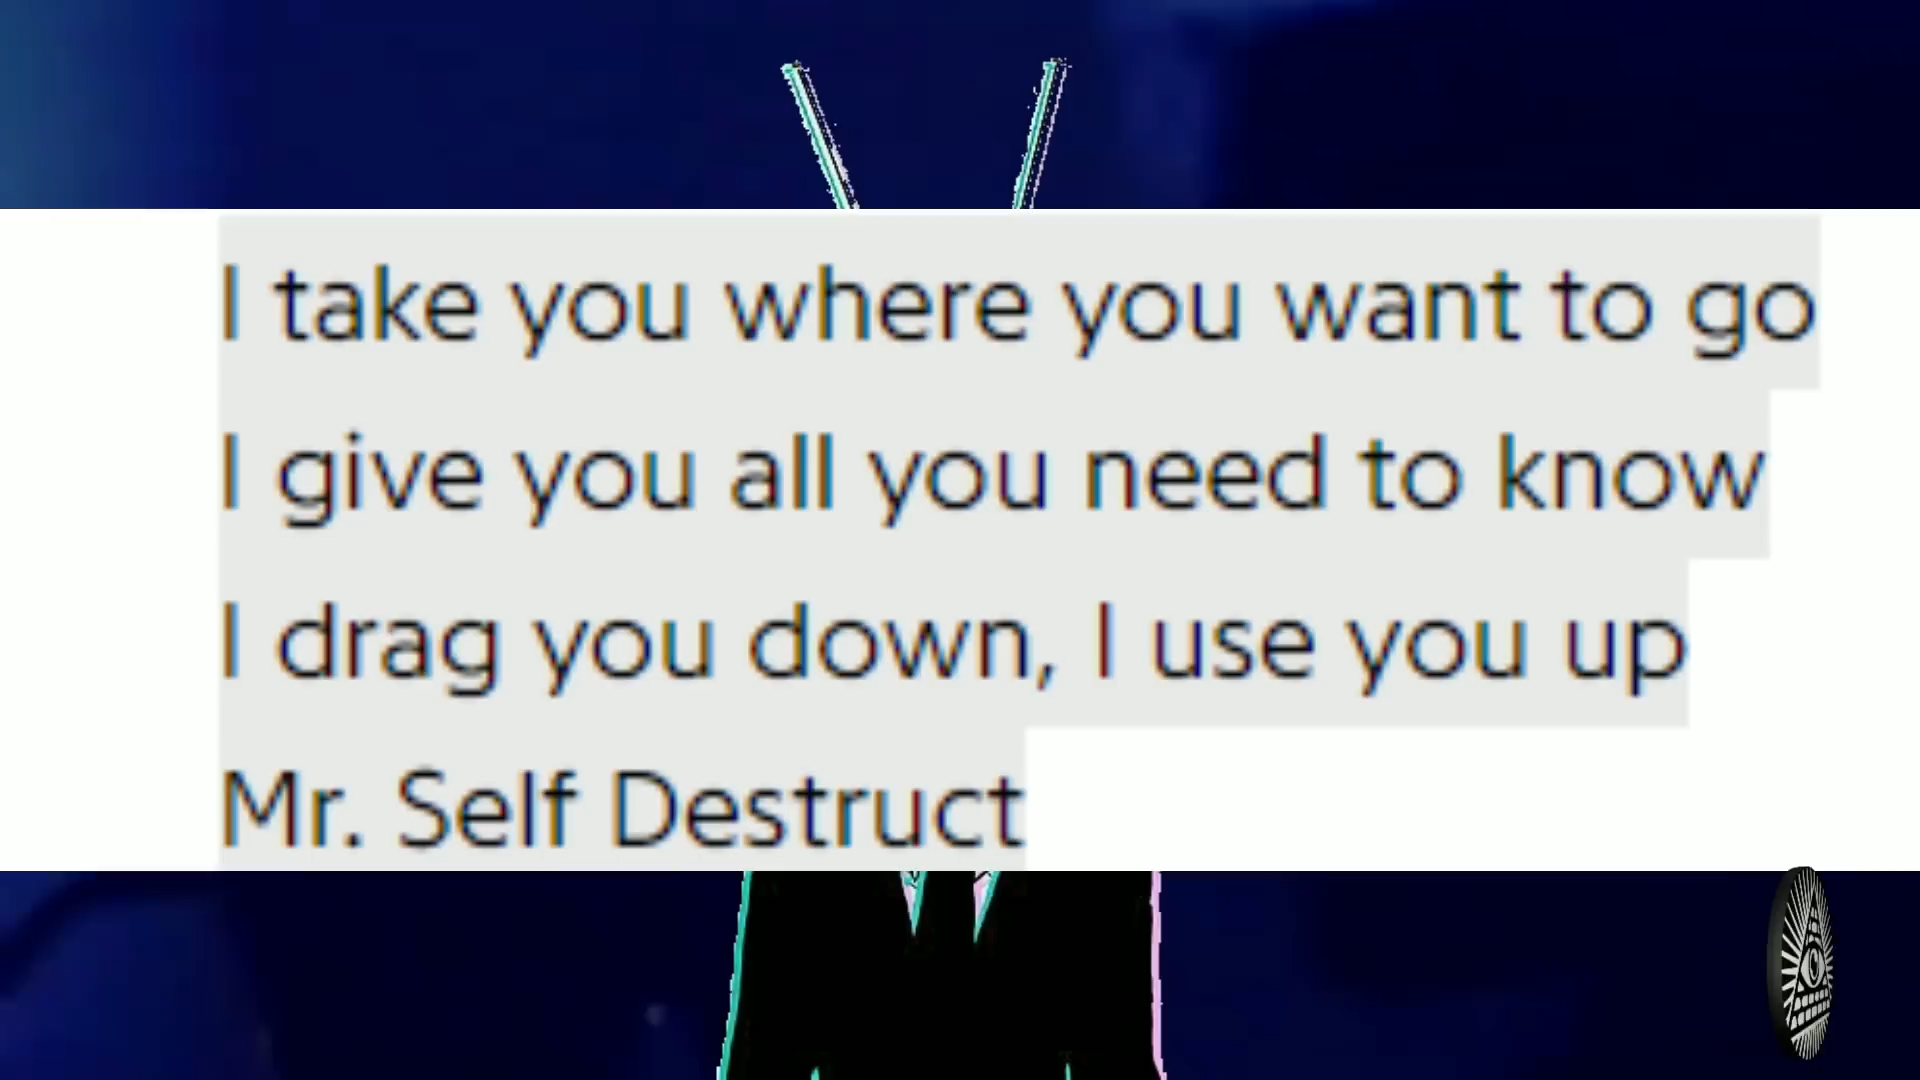 I take you where you want to go
I give you all you need to know
I drag you down, I use you up
Mr. Self Destruct